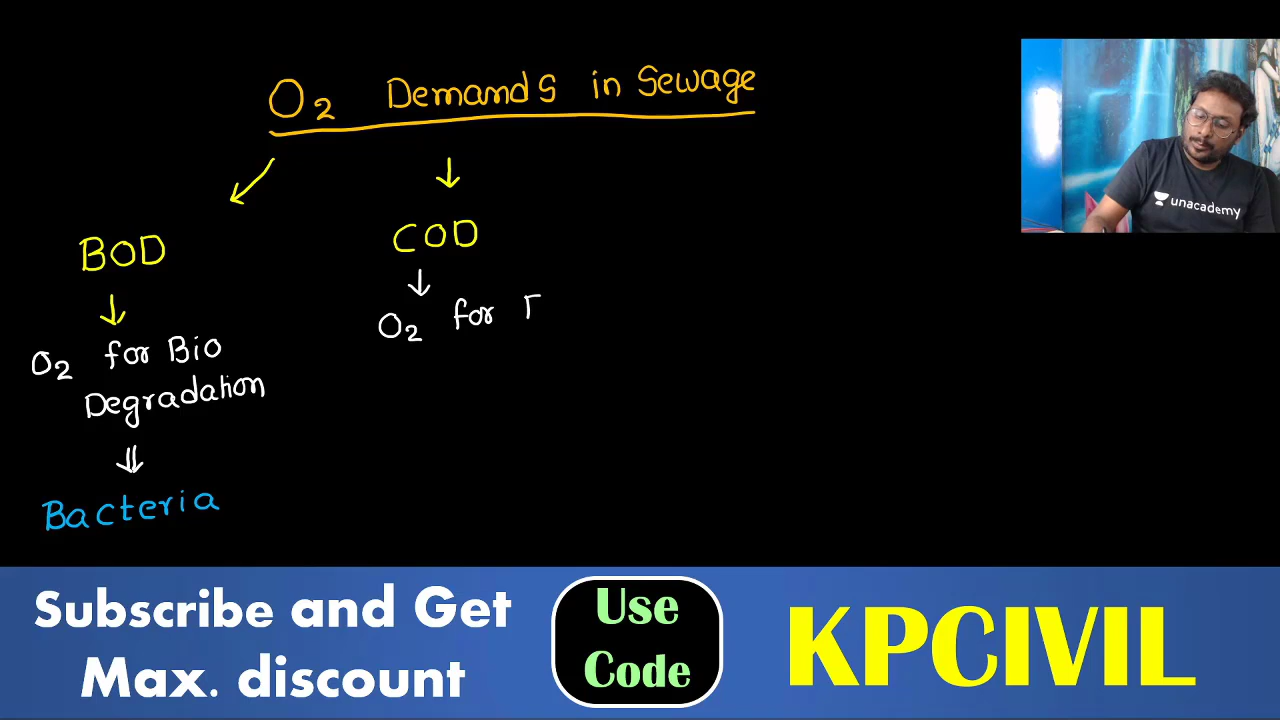 O2 Demands in Sewage
BOD
O2 for Bio
Degradation
Bacteria
COD
O2 for
unacademy
Subscribe and Get
Max. discount
Use
Code
KPCIVIL